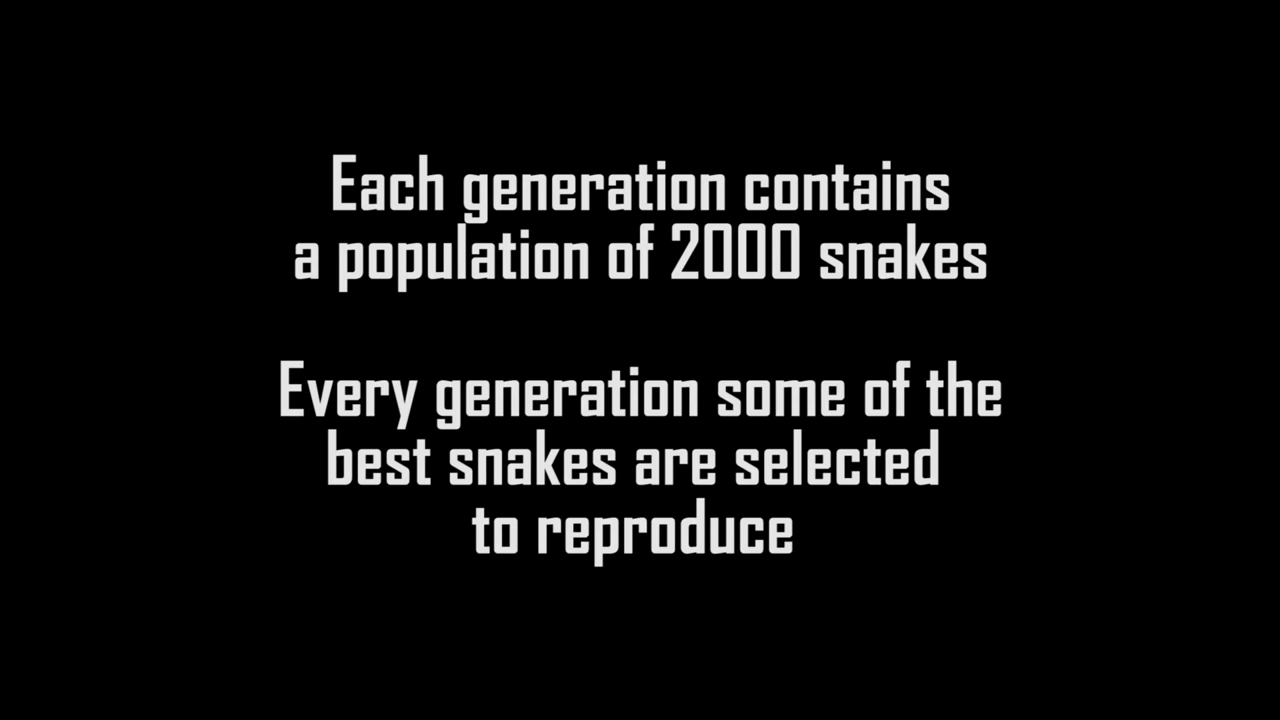 Each generation contains
a population of 2000 snakes
Every generation some of the
best snakes are selected
to reproduce